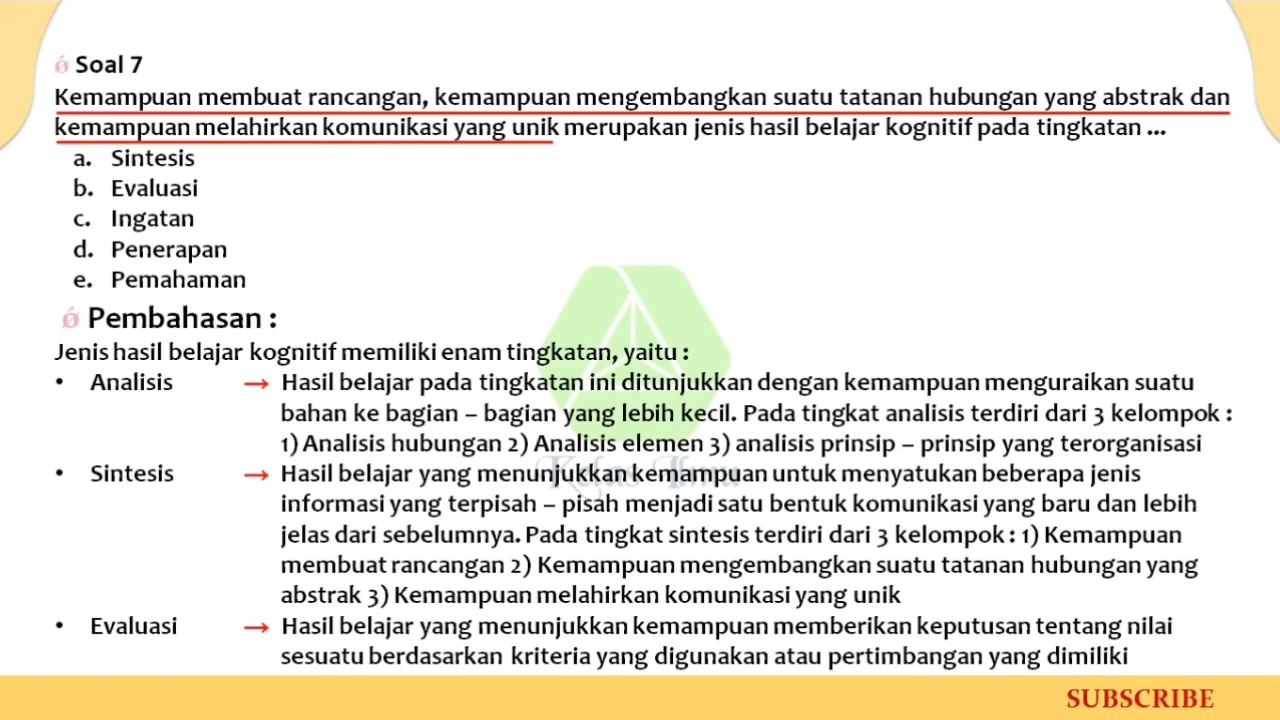 ǿ Soal 7
Kemampuan membuat rancangan, kemampuan mengembangkan suatu tatanan hubungan yang abstrak dan
kemampuan melahirkan komunikasi yang unik merupakan jenis hasil belajar kognitif pada tingkatan ...
a. Sintesis
b. Evaluasi
c. Ingatan
d. Penerapan
e. Pemahaman
ǿ Pembahasan :
Jenis hasil belajar kognitif memiliki enam tingkatan, yaitu :
• Analisis → Hasil belajar pada tingkatan ini ditunjukkan dengan kemampuan menguraikan suatu
bahan ke bagian – bagian yang lebih kecil. Pada tingkat analisis terdiri dari 3 kelompok :
1) Analisis hubungan 2) Analisis elemen 3) analisis prinsip – prinsip yang terorganisasi
• Sintesis → Hasil belajar yang menunjukkan kemampuan untuk menyatukan beberapa jenis
informasi yang terpisah – pisah menjadi satu bentuk komunikasi yang baru dan lebih
jelas dari sebelumnya. Pada tingkat sintesis terdiri dari 3 kelompok : 1) Kemampuan
membuat rancangan 2) Kemampuan mengembangkan suatu tatanan hubungan yang
abstrak 3) Kemampuan melahirkan komunikasi yang unik
• Evaluasi → Hasil belajar yang menunjukkan kemampuan memberikan keputusan tentang nilai
sesuatu berdasarkan kriteria yang digunakan atau pertimbangan yang dimiliki
Kelas Ilmu
SUBSCRIBE